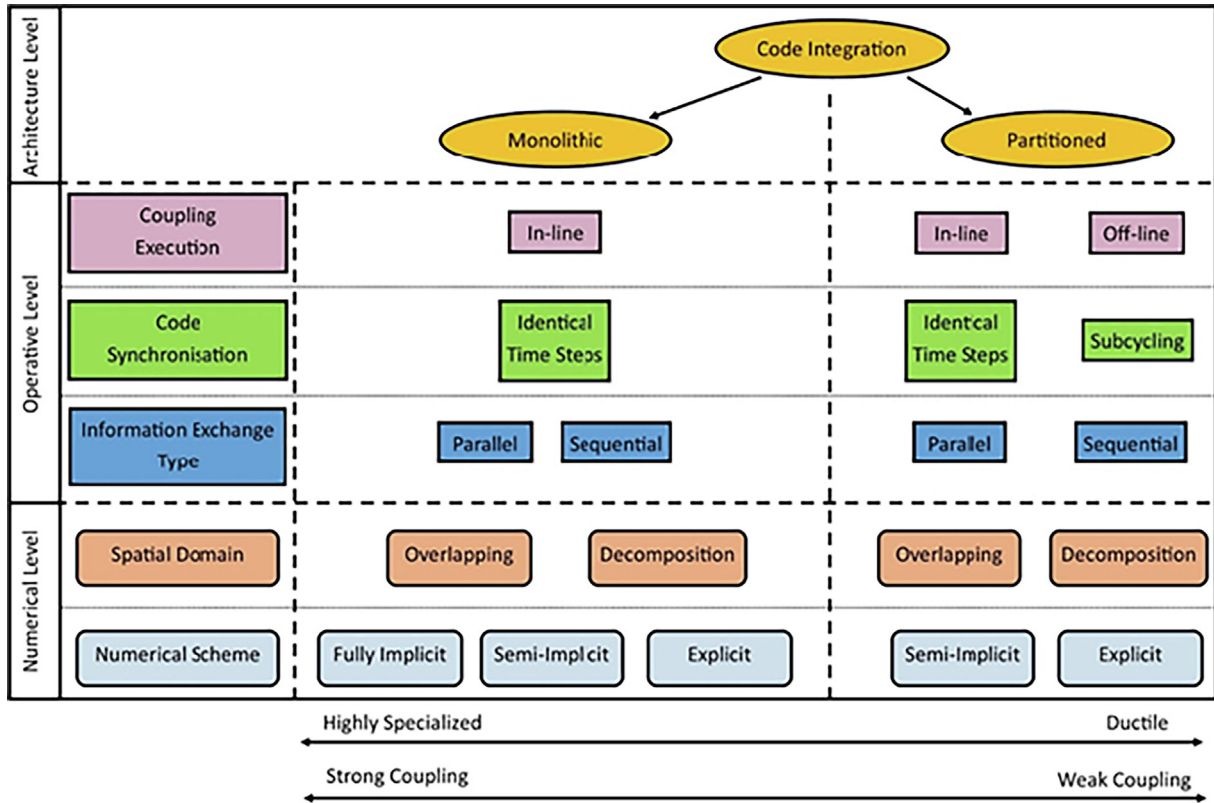 Architecture Level
Code Integration
Monolithic
Partitioned
Operative Level
Coupling
Execution
In-line
In-line
Off-line
Code
Synchronisation
Identical
Time Steps
Identical
Time Steps
Subcycling
Information Exchange
Type
Parallel
Sequential
Parallel
Sequential
Numerical Level
Spatial Domain
Overlapping
Decomposition
Overlapping
Decomposition
Numerical Scheme
Fully Implicit
Semi-Implicit
Explicit
Semi-Implicit
Explicit
Highly Specialized
Ductile
Strong Coupling
Weak Coupling